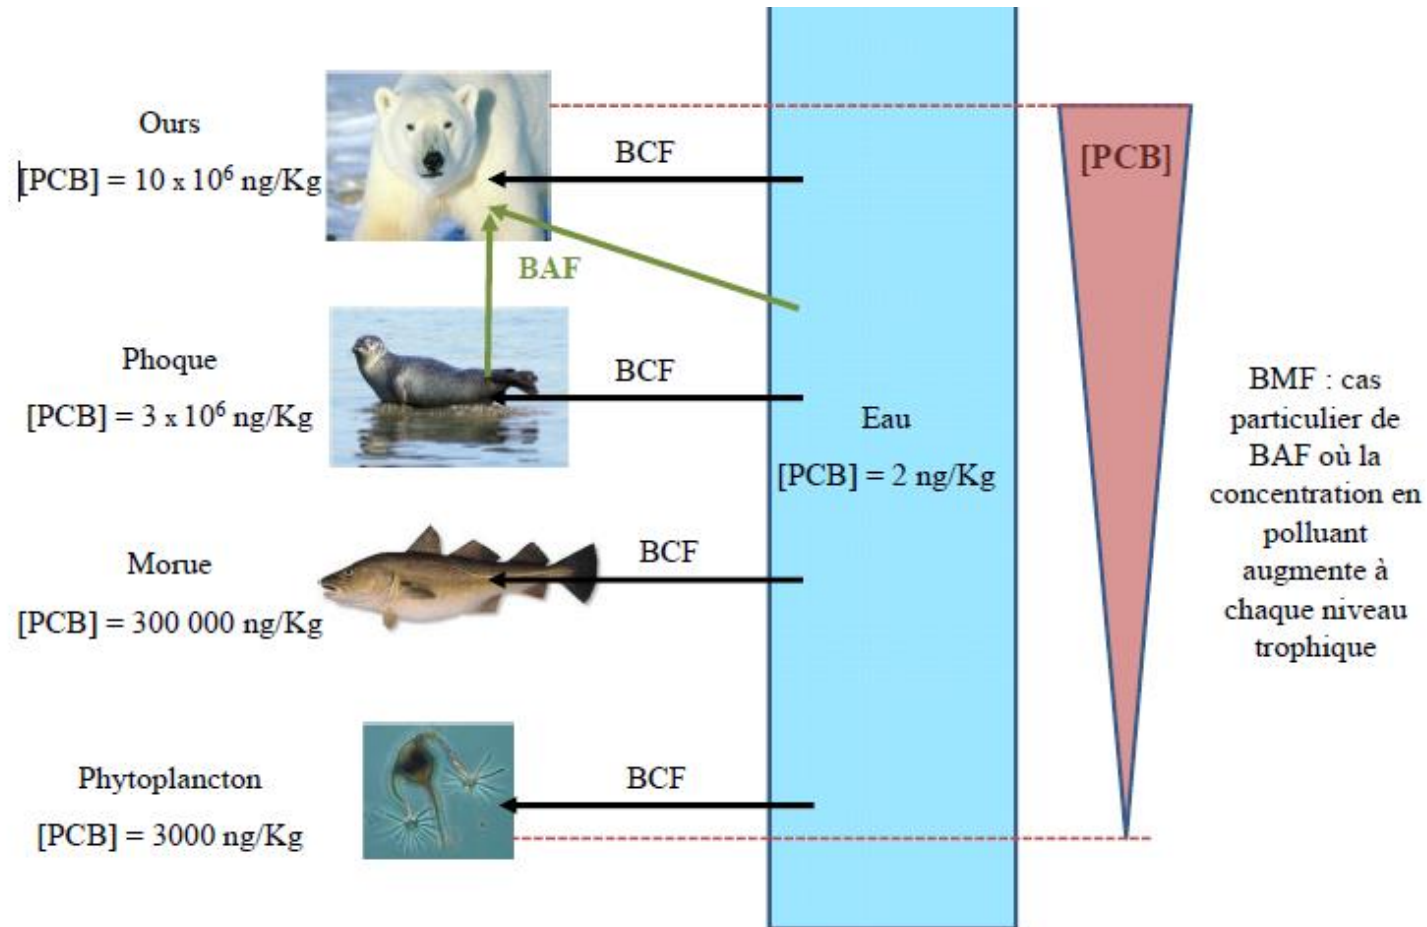 Ours
[PCB] = 10 x 10⁶ ng/Kg
BCF
[PCB]
BAF
Phoque
[PCB] = 3 x 10⁶ ng/Kg
BCF
Eau
[PCB] = 2 ng/Kg
BMF : cas
particulier de
BAF où la
concentration en
polluant
augmente à
chaque niveau
trophique
Morue
[PCB] = 300 000 ng/Kg
BCF
Phytoplancton
[PCB] = 3000 ng/Kg
BCF